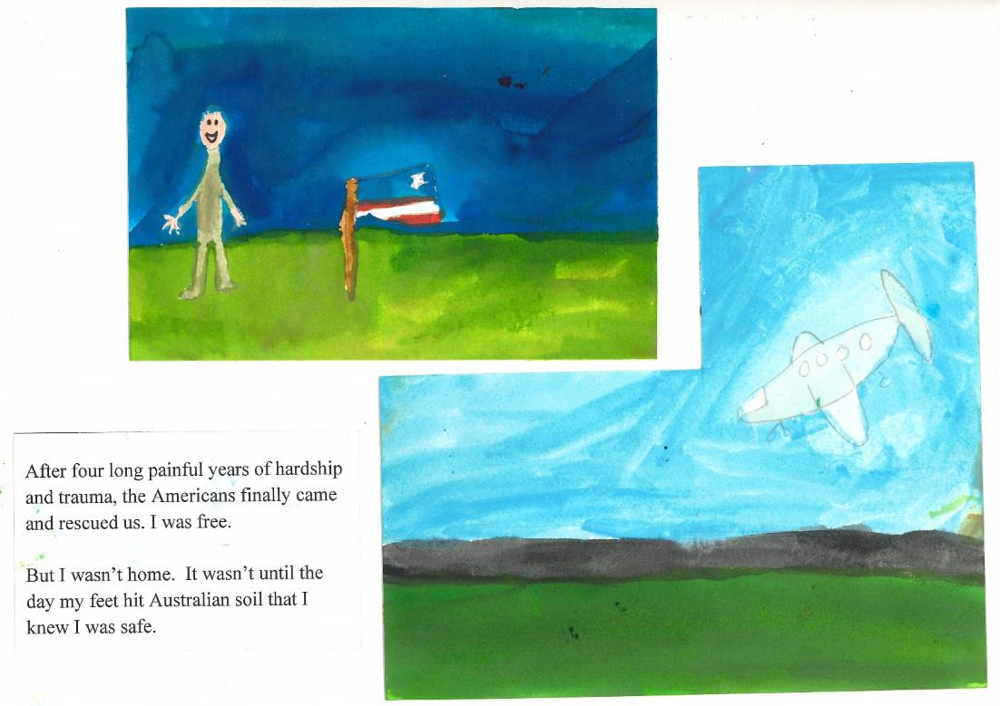 After four long painful years of hardship
and trauma, the Americans finally came
and rescued us. I was free.
But I wasn’t home.  It wasn’t until the
day my feet hit Australian soil that I
knew I was safe.